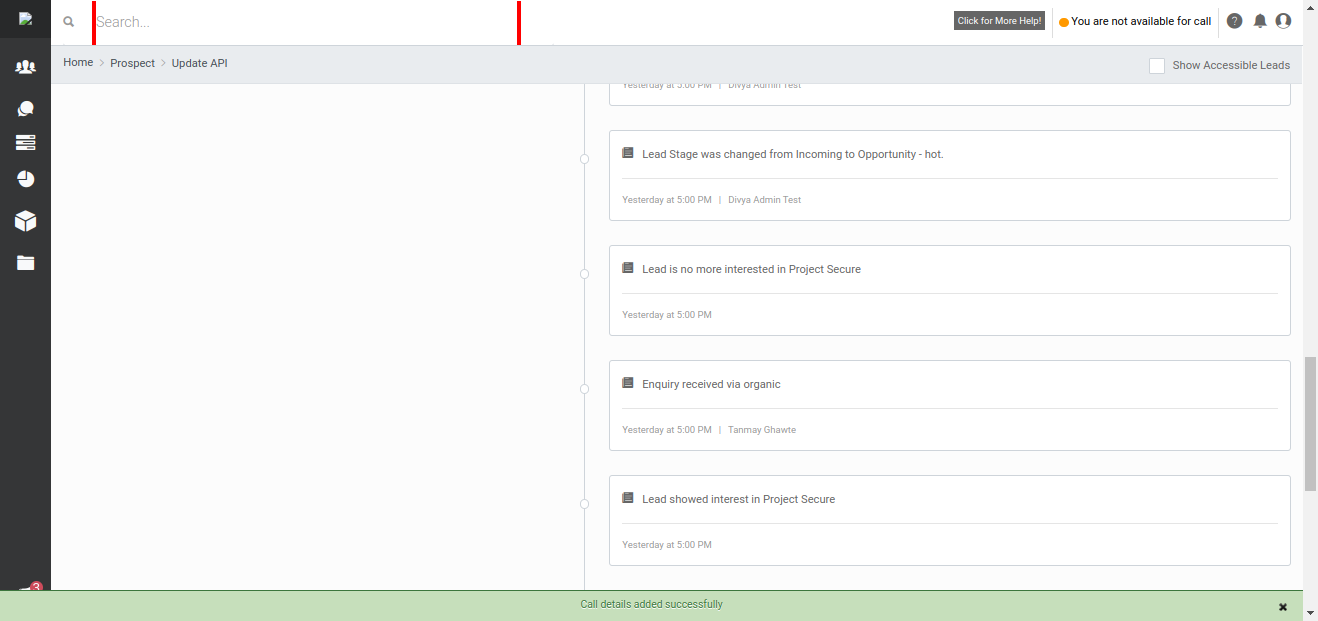 Search...
Click for More Help!
You are not available for call
?
Home > Prospect > Update API
Show Accessible Leads
Yesterday at 5:00 PM | Divya Admin Test
Lead Stage was changed from Incoming to Opportunity - hot.
Yesterday at 5:00 PM | Divya Admin Test
Lead is no more interested in Project Secure
Yesterday at 5:00 PM
Enquiry received via organic
Yesterday at 5:00 PM | Tanmay Ghawte
Lead showed interest in Project Secure
Yesterday at 5:00 PM
3
Call details added successfully